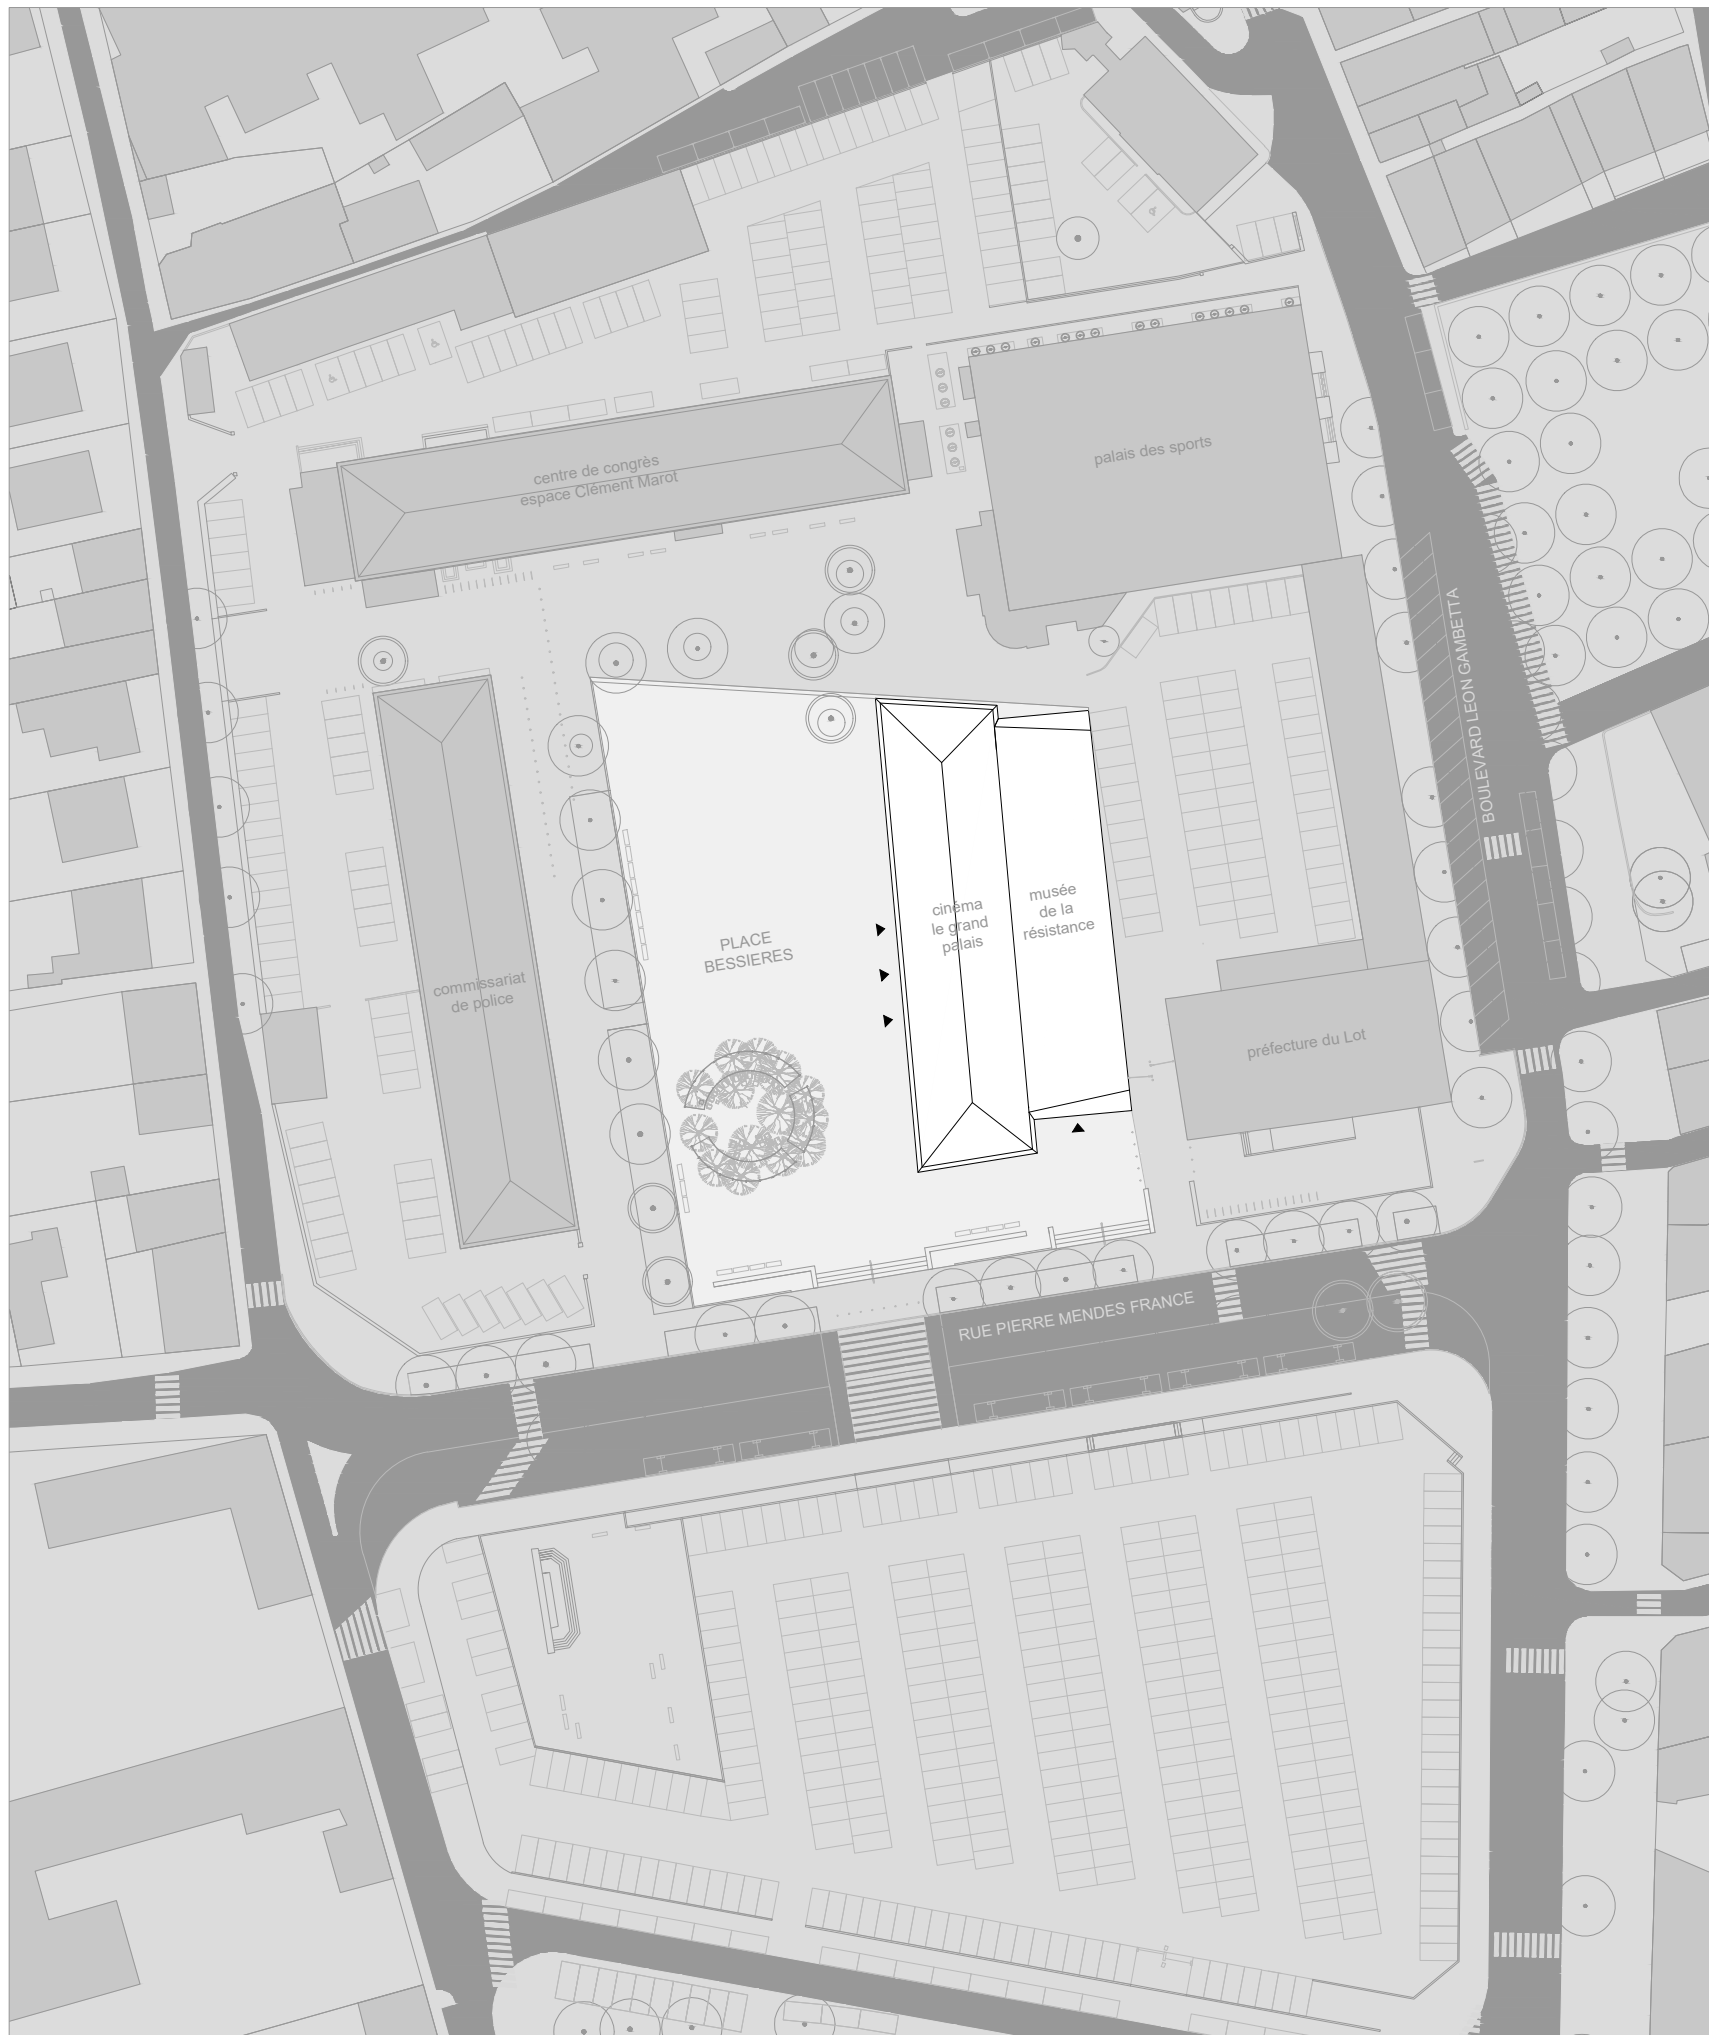 centre de congrès
espace Clément Marot
palais des sports
BOULEVARD LEON GAMBETTA
cinéma
le grand
palais
musée
de la
résistance
PLACE
BESSIERES
commissariat
de police
préfecture du Lot
RUE PIERRE MENDES FRANCE